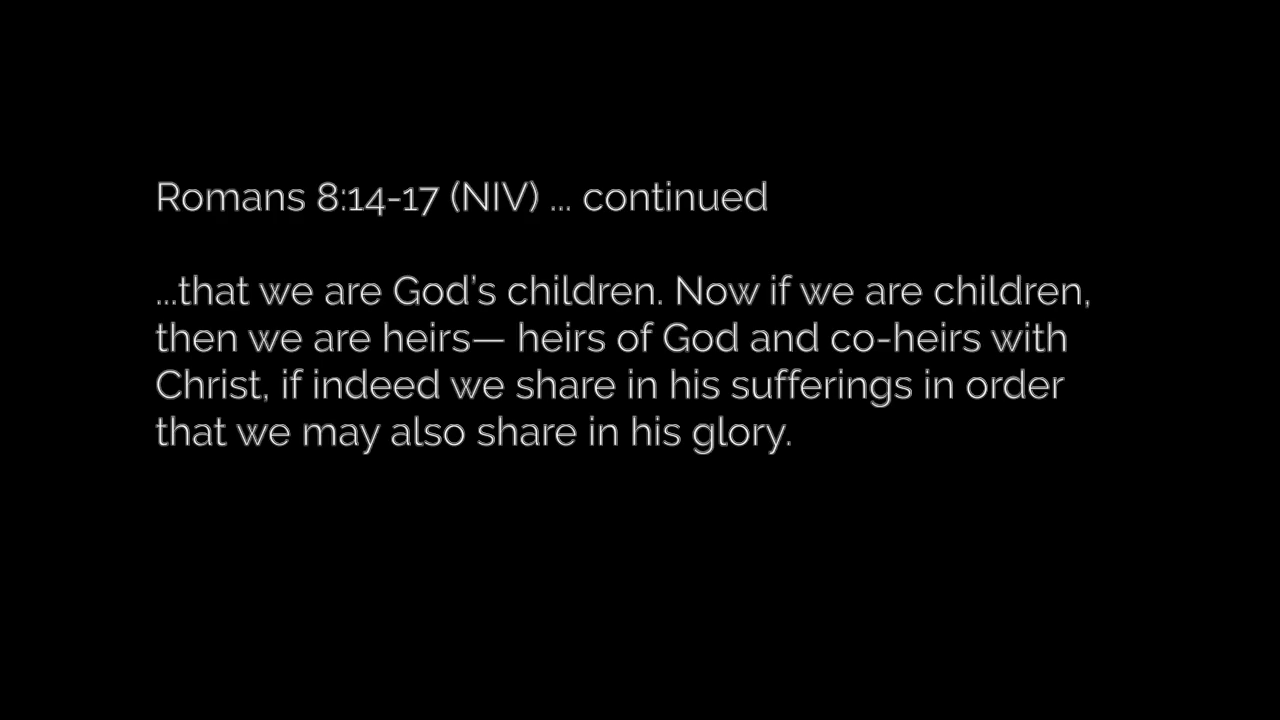 Romans 8:14-17 (NIV) ... continued
...that we are God's children. Now if we are children,
then we are heirs— heirs of God and co-heirs with
Christ, if indeed we share in his sufferings in order
that we may also share in his glory.